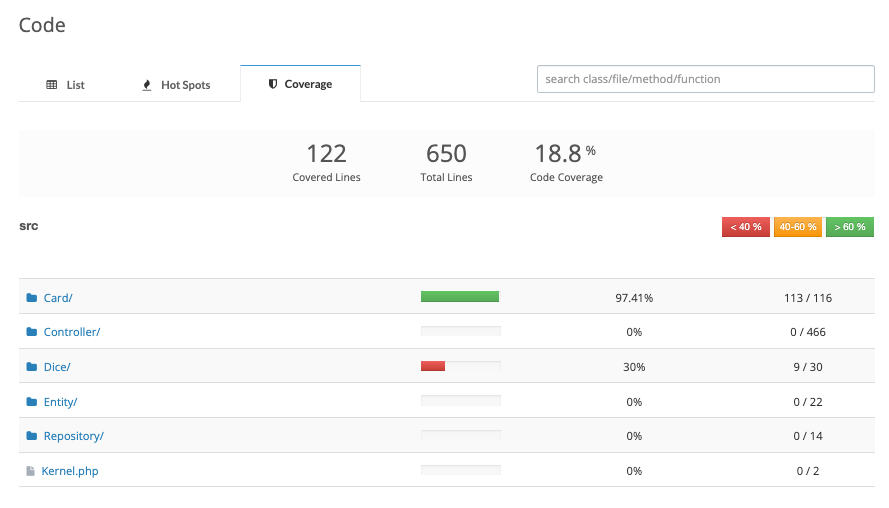 Code
List
Hot Spots
Coverage
search class/file/method/function
122 650 18.8 %
Covered Lines Total Lines Code Coverage
src
< 40 % 40-60 % > 60 %
Card/ 97.41% 113 / 116
Controller/ 0% 0 / 466
Dice/ 30% 9 / 30
Entity/ 0% 0 / 22
Repository/ 0% 0 / 14
Kernel.php 0% 0 / 2